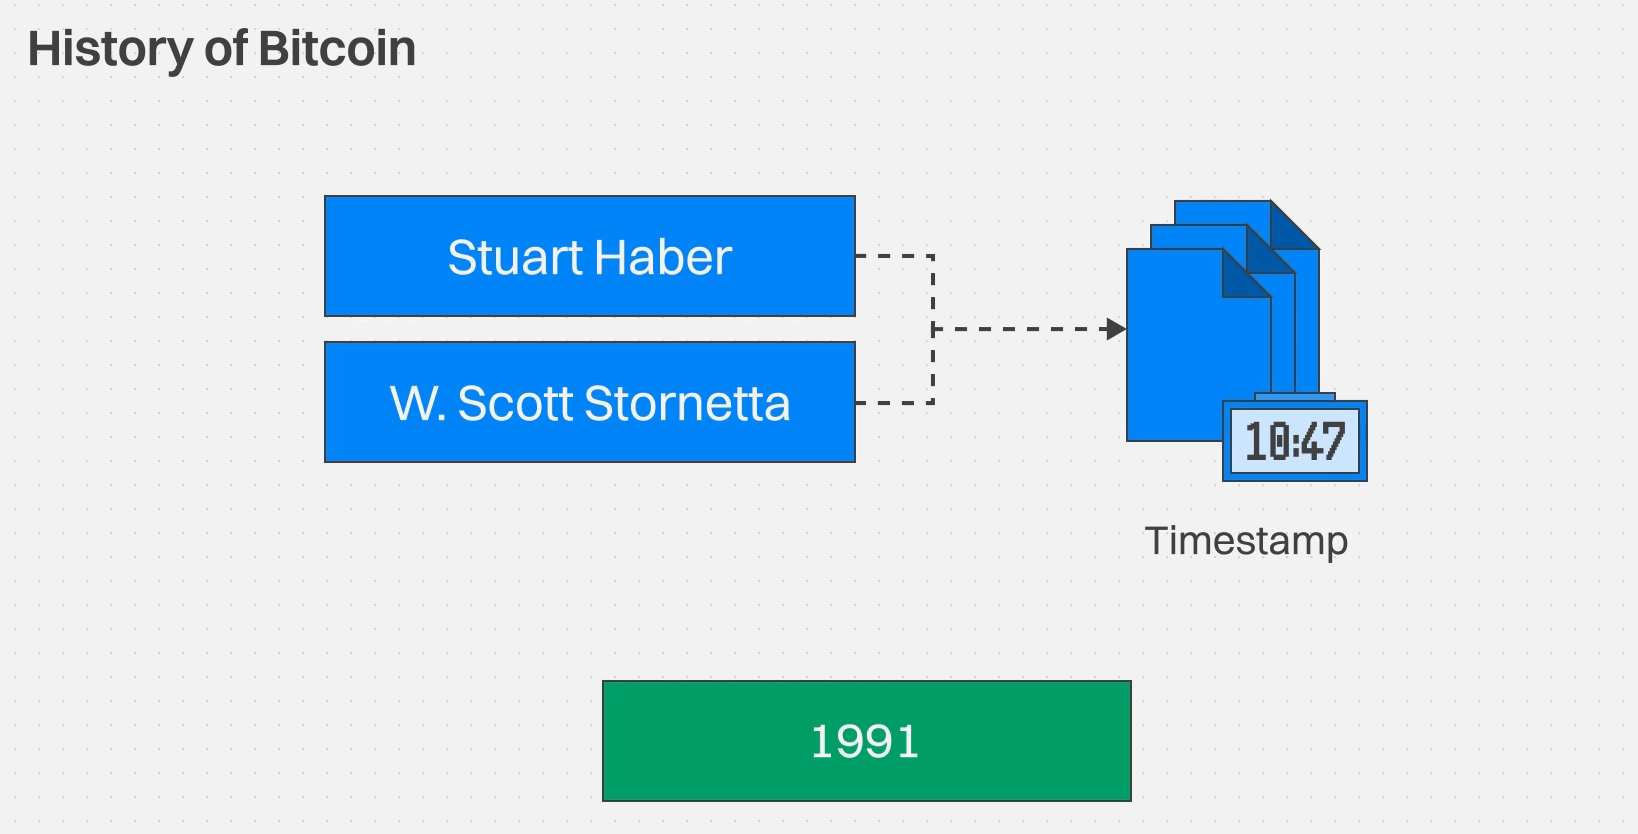 History of Bitcoin
Stuart Haber
W. Scott Stornetta
10:47
Timestamp
1991